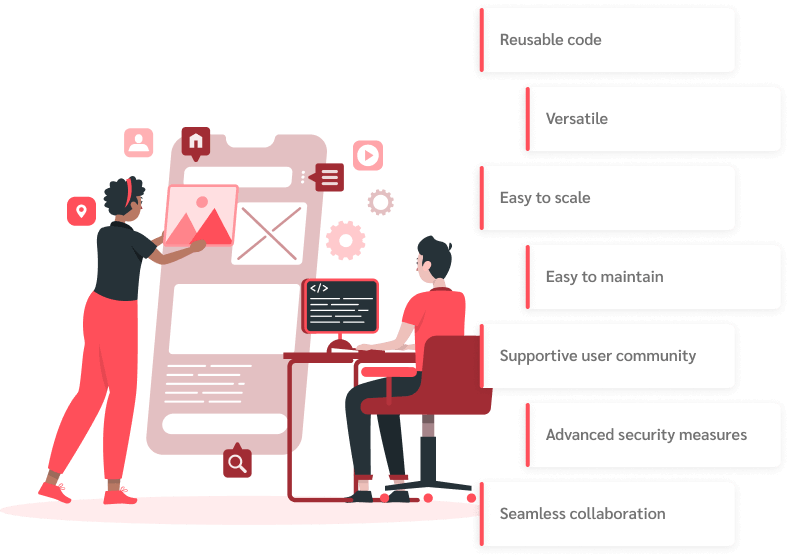 Reusable code
Versatile
Easy to scale
Easy to maintain
</>
Supportive user community
Advanced security measures
Seamless collaboration